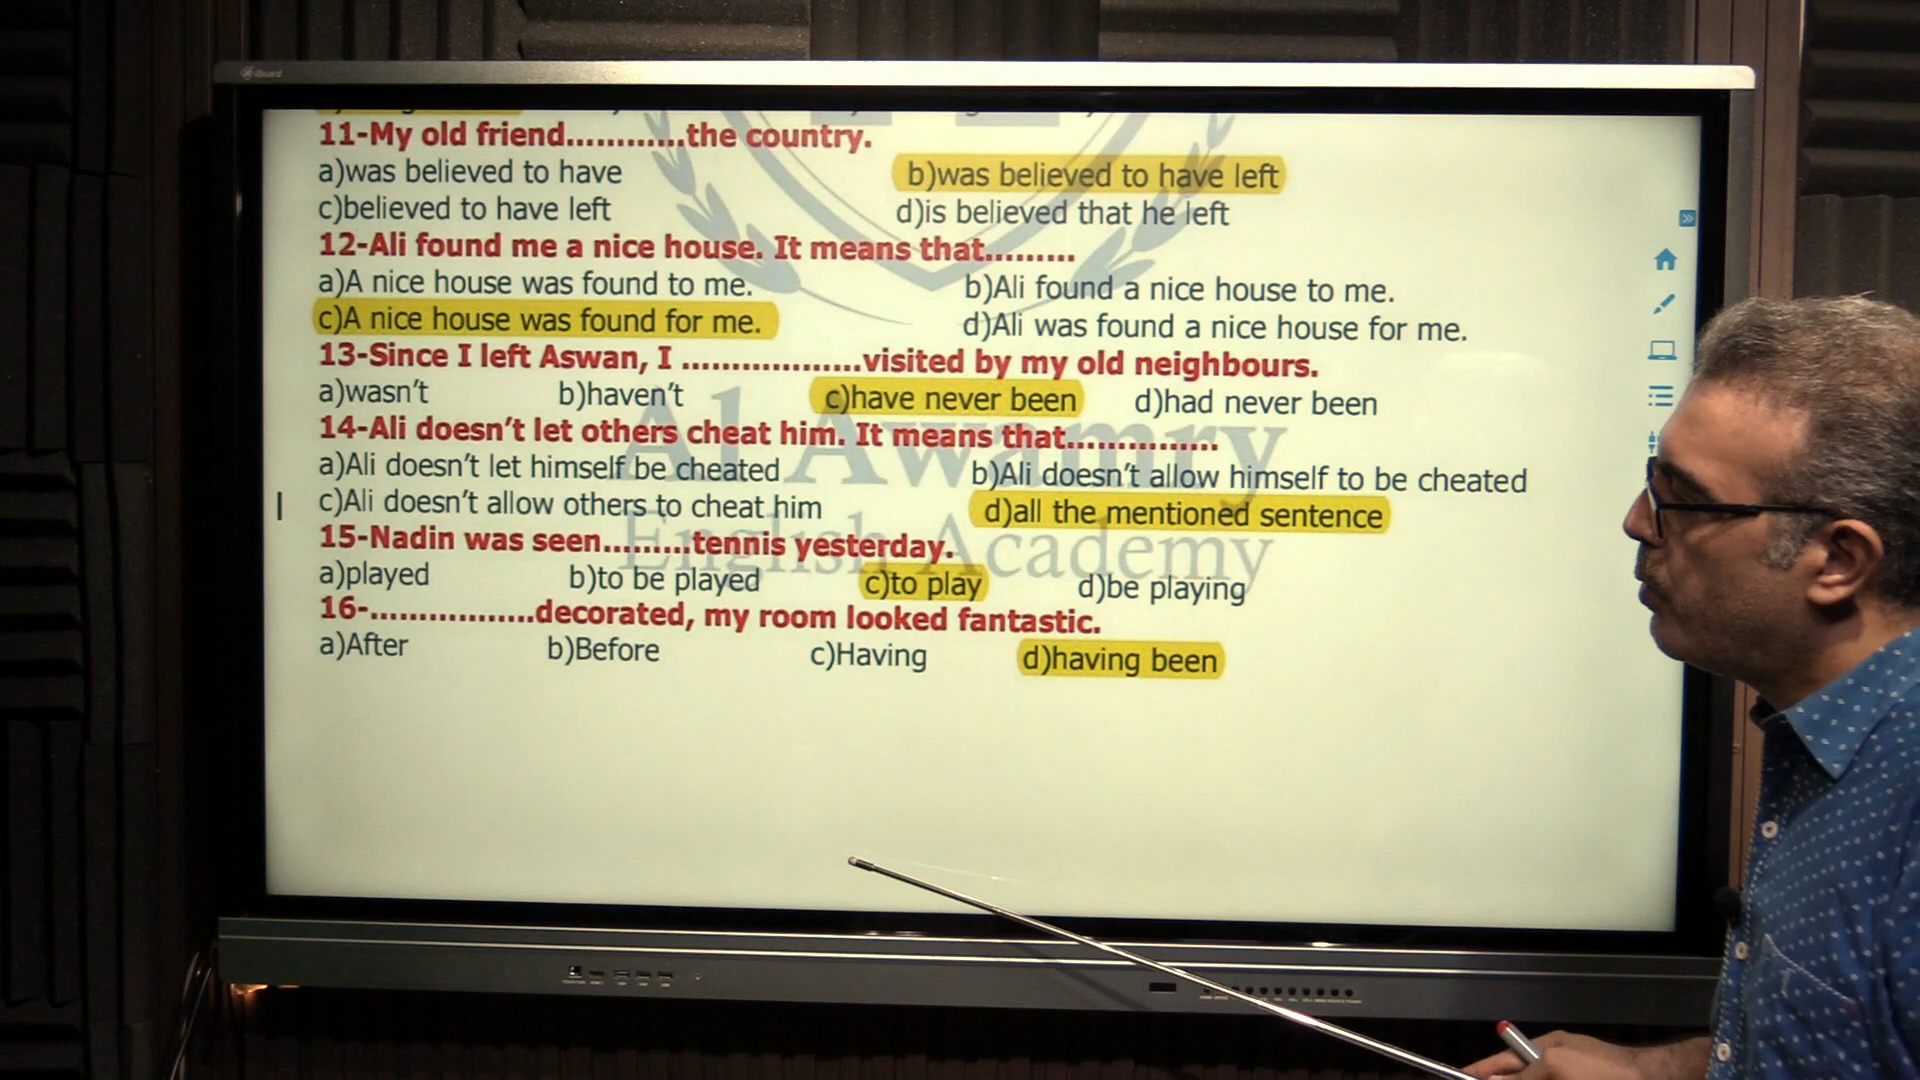 iBoard
11-My old friend............the country.
a)was believed to have b)was believed to have left
c)believed to have left d)is believed that he left
12-Ali found me a nice house. It means that.........
a)A nice house was found to me. b)Ali found a nice house to me.
c)A nice house was found for me. d)Ali was found a nice house for me.
13-Since I left Aswan, I ..................visited by my old neighbours.
a)wasn't b)haven't c)have never been d)had never been
14-Ali doesn't let others cheat him. It means that...............
a)Ali doesn't let himself be cheated b)Ali doesn't allow himself to be cheated
c)Ali doesn't allow others to cheat him d)all the mentioned sentence
15-Nadin was seen.........tennis yesterday.
a)played b)to be played c)to play d)be playing
16-................decorated, my room looked fantastic.
a)After b)Before c)Having d)having been
Al Awamry
English Academy